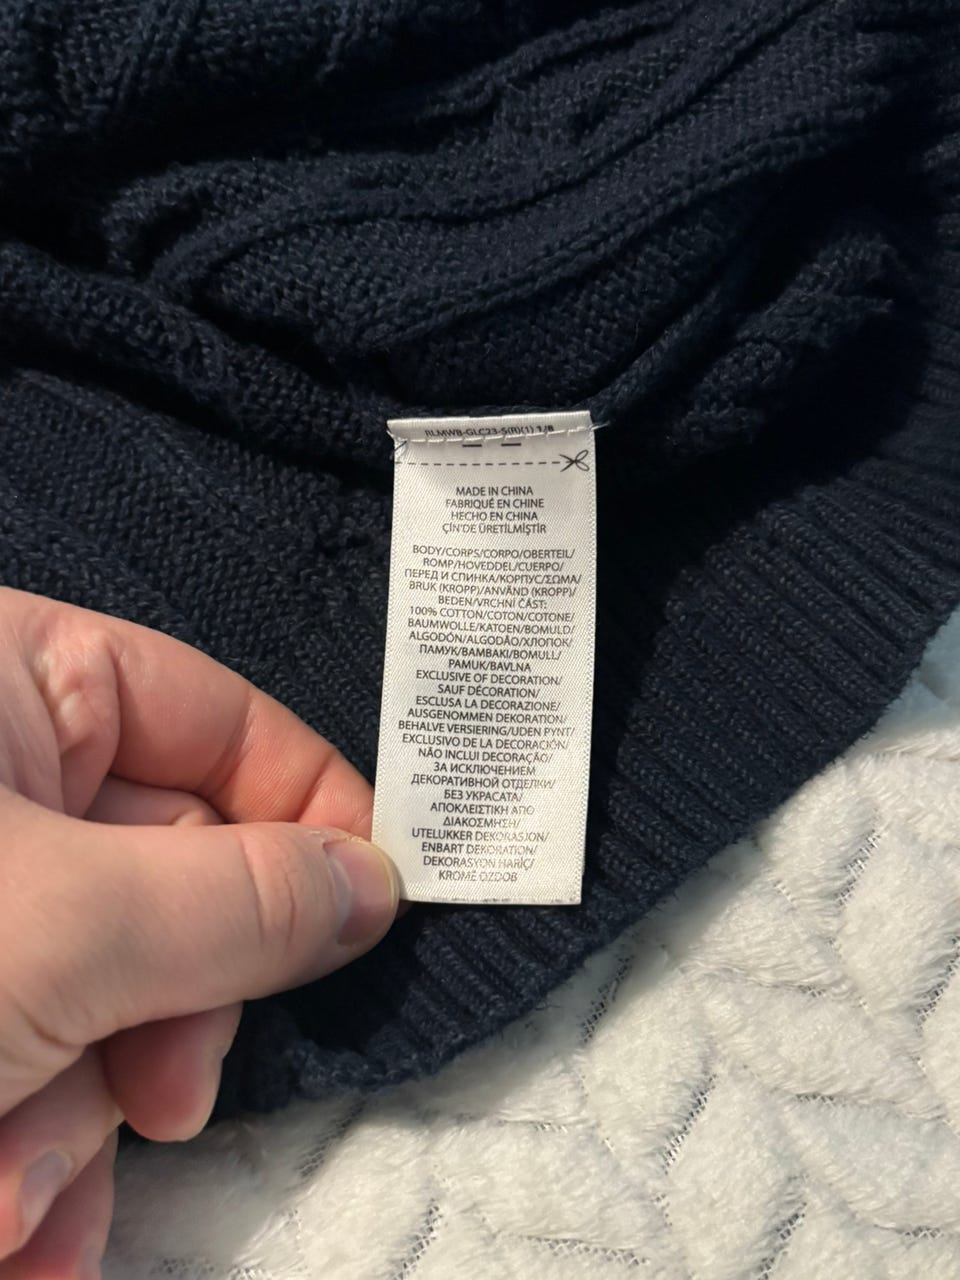 RLMWB-GLC23-S(R)(1) 1/8
MADE IN CHINA
FABRIQUÉ EN CHINE
HECHO EN CHINA
ÇİN'DE ÜRETİLMİŞTİR
BODY/CORPS/CORPO/OBERTEIL/
ROMP/HOVEDDEL/CUERPO/
ПЕРЕД И СПИНКА/КОРПУС/ΣΩΜΑ/
BRUK (KROPP)/ANVÄND (KROPP)/
BEDEN/VRCHNÍ ČÁST:
100% COTTON/COTON/COTONE/
BAUMWOLLE/KATOEN/BOMULD/
ALGODÓN/ALGODÃO/ХЛОПОК/
ПАМУК/BAMBAKI/BOMULL/
PAMUK/BAVLNA
EXCLUSIVE OF DECORATION/
SAUF DÉCORATION/
ESCLUSA LA DECORAZIONE/
AUSGENOMMEN DEKORATION/
BEHALVE VERSIERING/UDEN PYNT/
EXCLUSIVO DE LA DECORACIÓN/
NÃO INCLUI DECORAÇÃO/
ЗА ИСКЛЮЧЕНИЕМ
ДЕКОРАТИВНОЙ ОТДЕЛКИ/
БЕЗ УКРАСАТА/
ΑΠΟΚΛΕΙΣΤΙΚΗ ΑΠΟ
ΔΙΑΚΟΣΜΗΣΗ/
UTELUKKER DEKORASJON/
ENBART DEKORATION/
DEKORASYON HARİÇ/
KROMĚ OZDOB